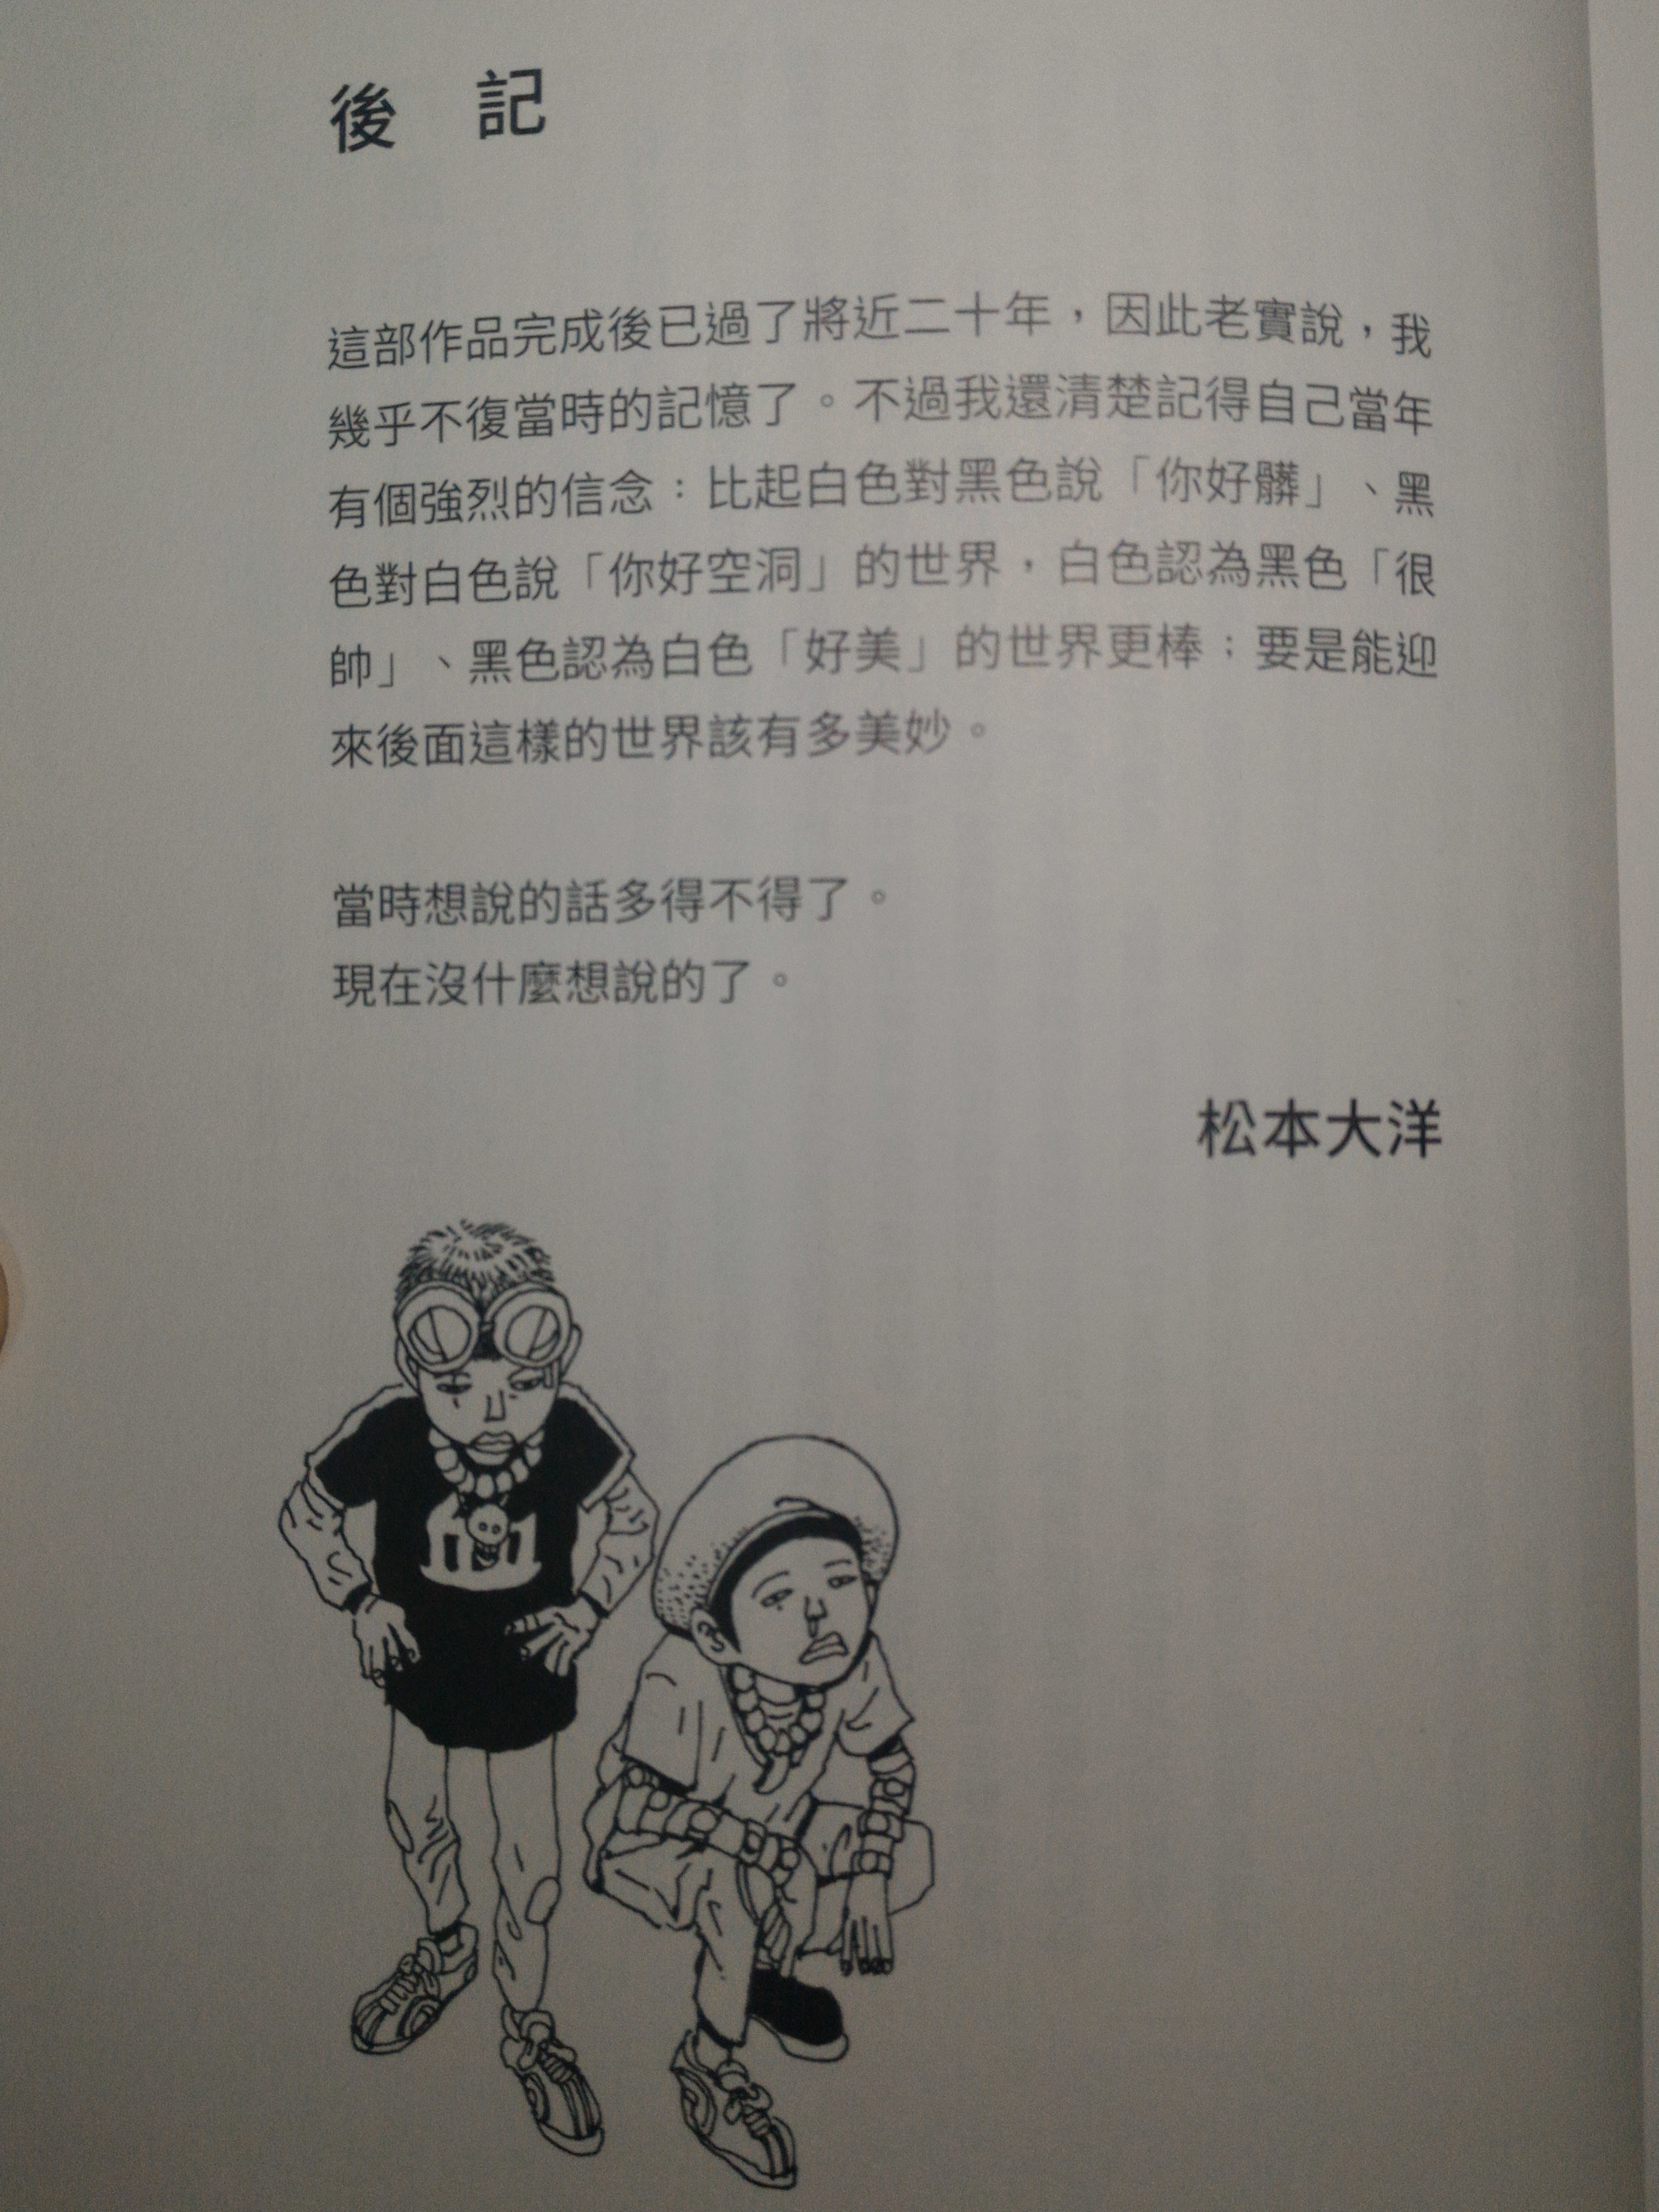 後 記
這部作品完成後已過了將近二十年，因此老實說，我
幾乎不復當時的記憶了。不過我還清楚記得自己當年
有個強烈的信念：比起白色對黑色說「你好髒」、黑
色對白色說「你好空洞」的世界，白色認為黑色「很
帥」、黑色認為白色「好美」的世界更棒；要是能迎
來後面這樣的世界該有多美妙。
當時想說的話多得不得了。
現在沒什麼想說的了。
松本大洋